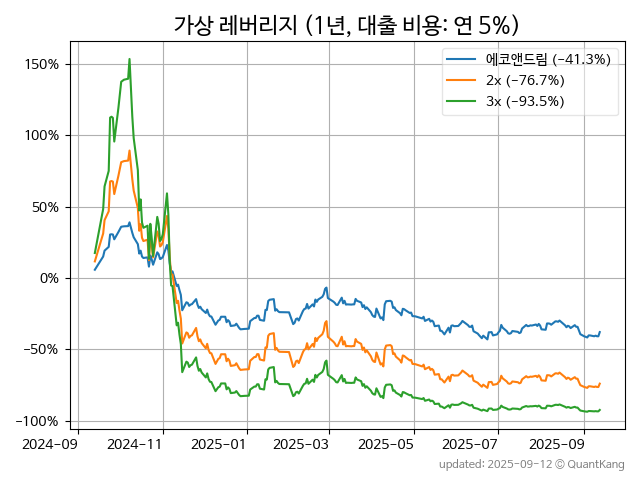 가상 레버리지 (1년, 대출 비용: 연 5%)
에코앤드림 (−41.3%)
2x (−76.7%)
3x (−93.5%)
150%
100%
50%
0%
−50%
−100%
2024-09 2024-11 2025-01 2025-03 2025-05 2025-07 2025-09
updated: 2025-09-12 © QuantKang